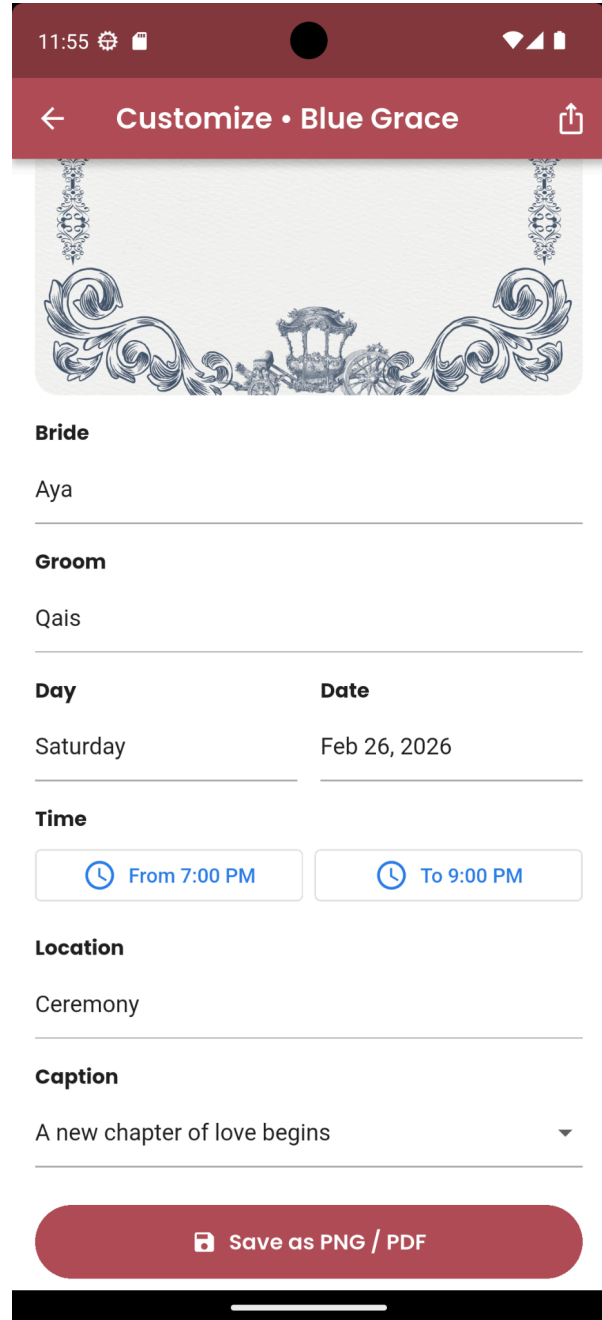 11:55
Customize • Blue Grace
Bride
Aya
Groom
Qais
Day Date
Saturday Feb 26, 2026
Time
From 7:00 PM To 9:00 PM
Location
Ceremony
Caption
A new chapter of love begins
Save as PNG / PDF